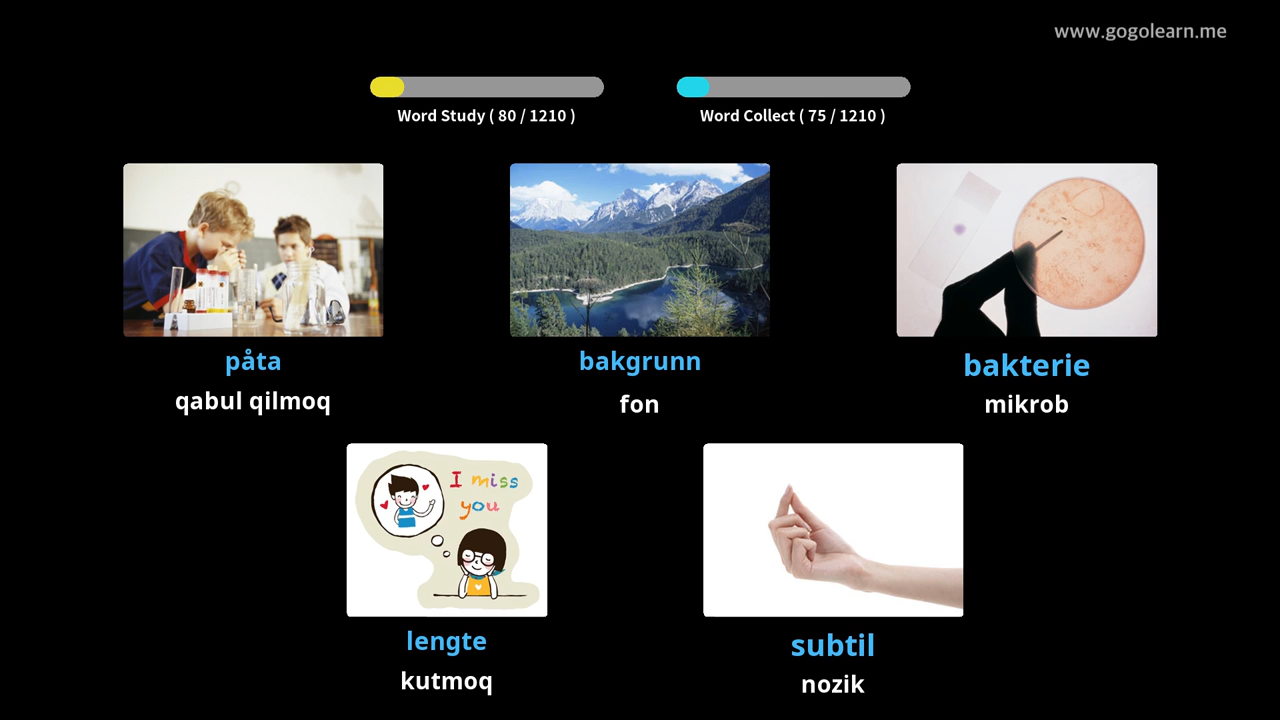 www.gogolearn.me
Word Study ( 80 / 1210 )
Word Collect ( 75 / 1210 )
påta
qabul qilmoq
bakgrunn
fon
bakterie
mikrob
I miss
you
lengte
kutmoq
subtil
nozik